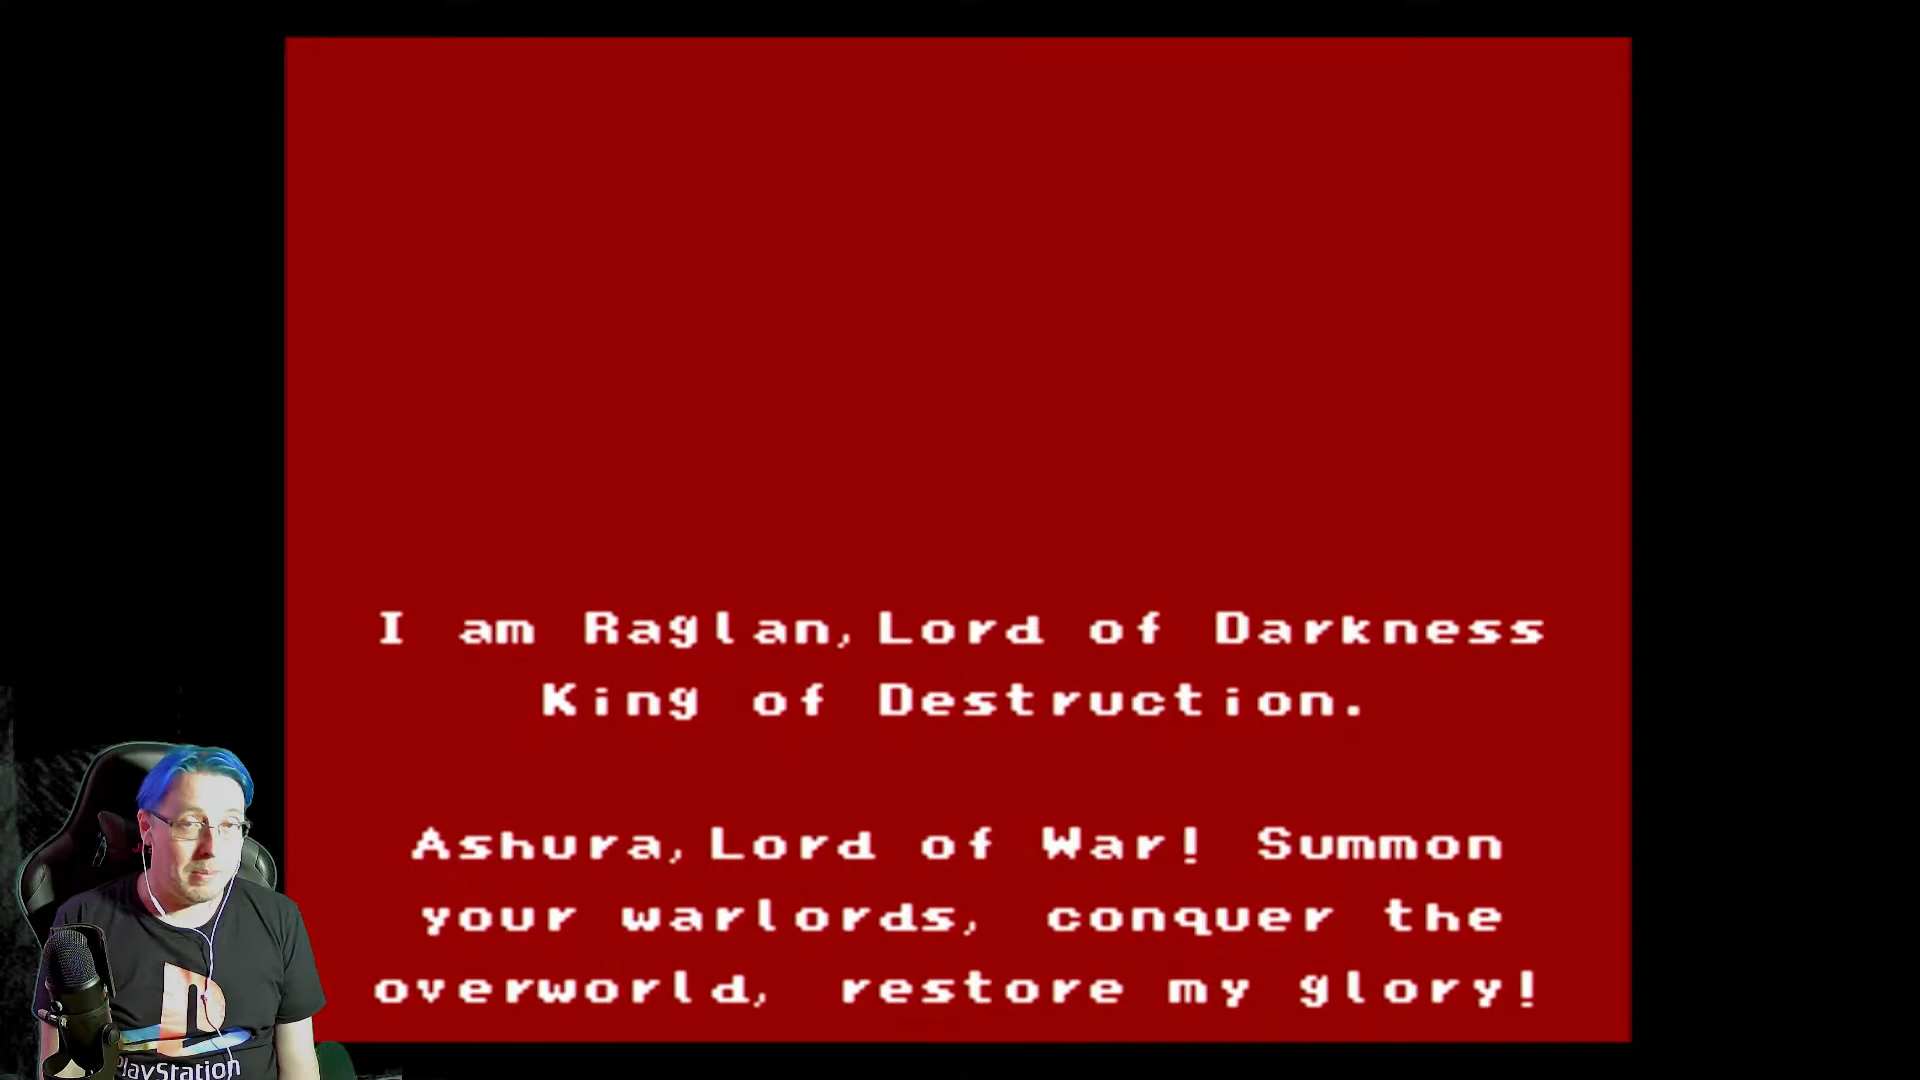 I am Raglan,Lord of Darkness
King of Destruction.
Ashura,Lord of War! Summon
your warlords, conquer the
overworld, restore my glory!
PlayStation